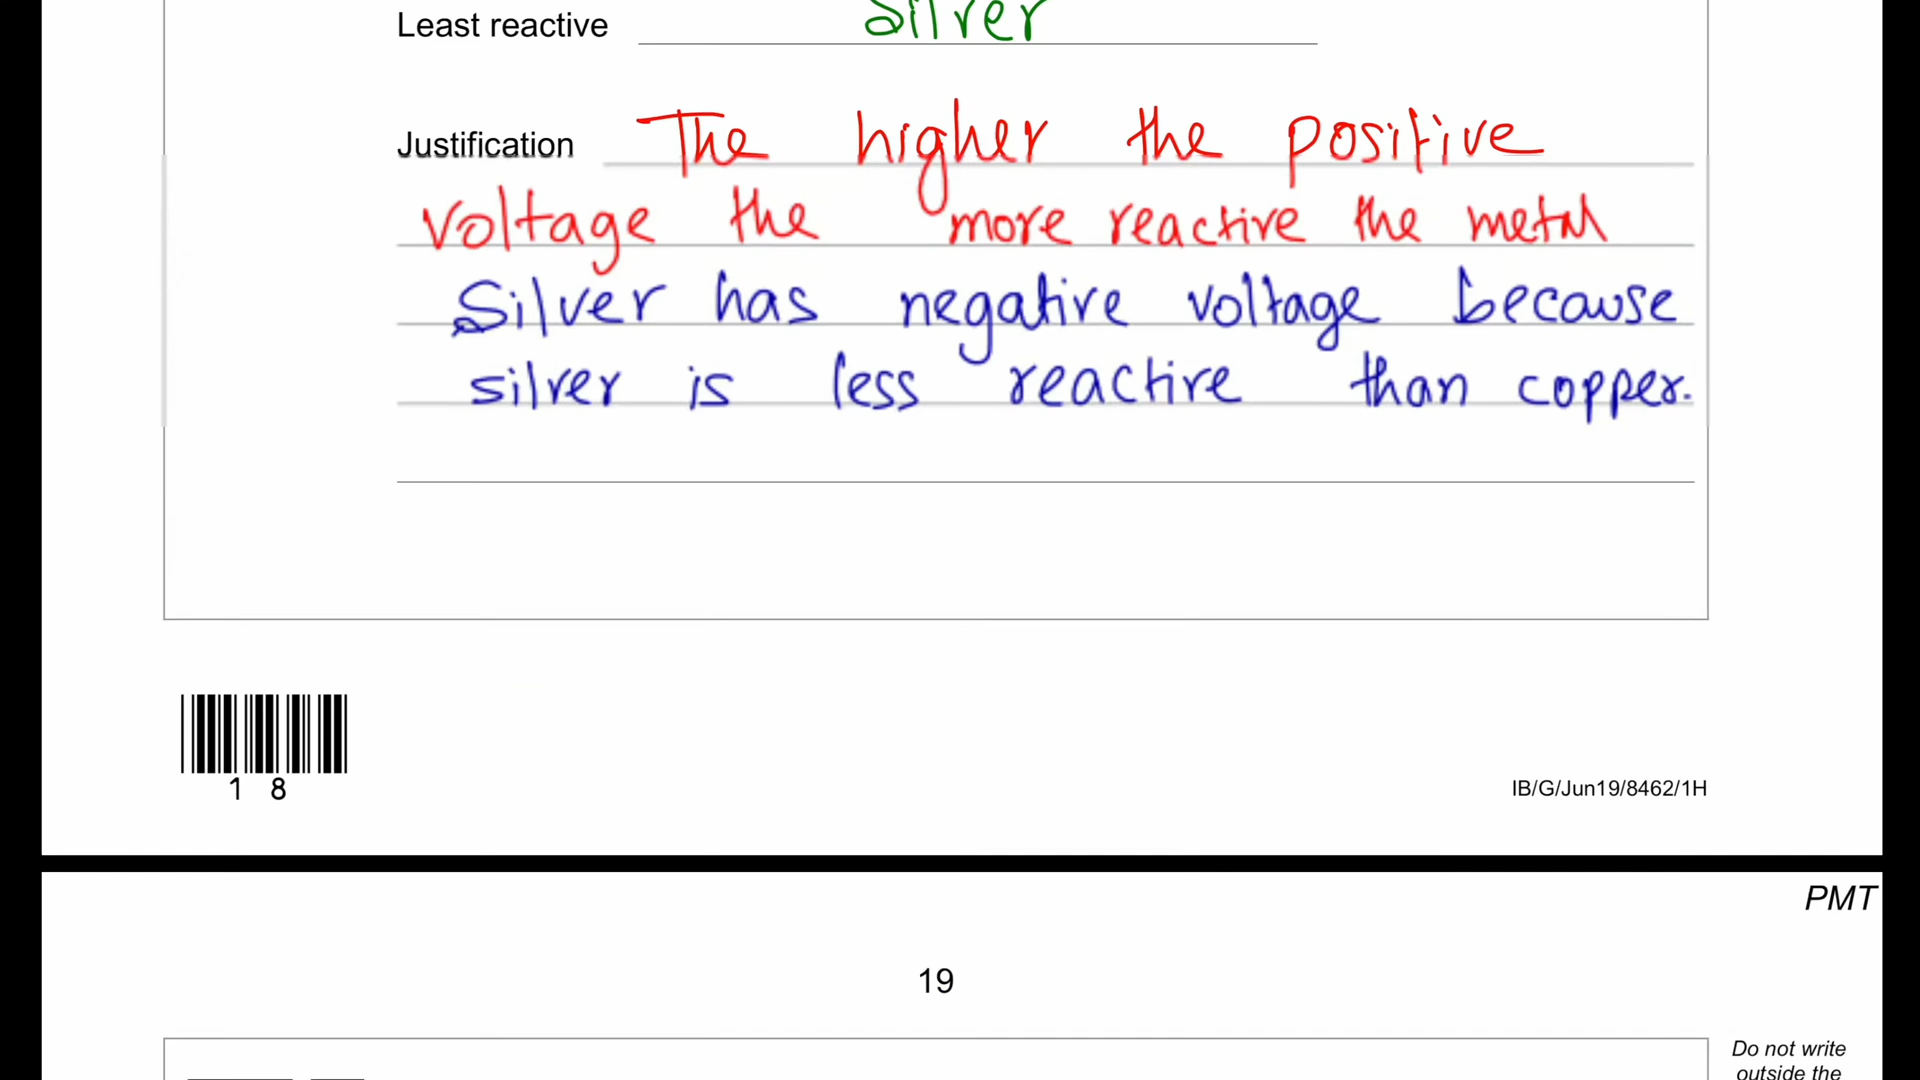 Least reactive silver
Justification The higher the positive
voltage the more reactive the metal
Silver has negative voltage because
silver is less reactive than copper.
1 8
IB/G/Jun19/8462/1H
PMT
19
Do not write
outside the